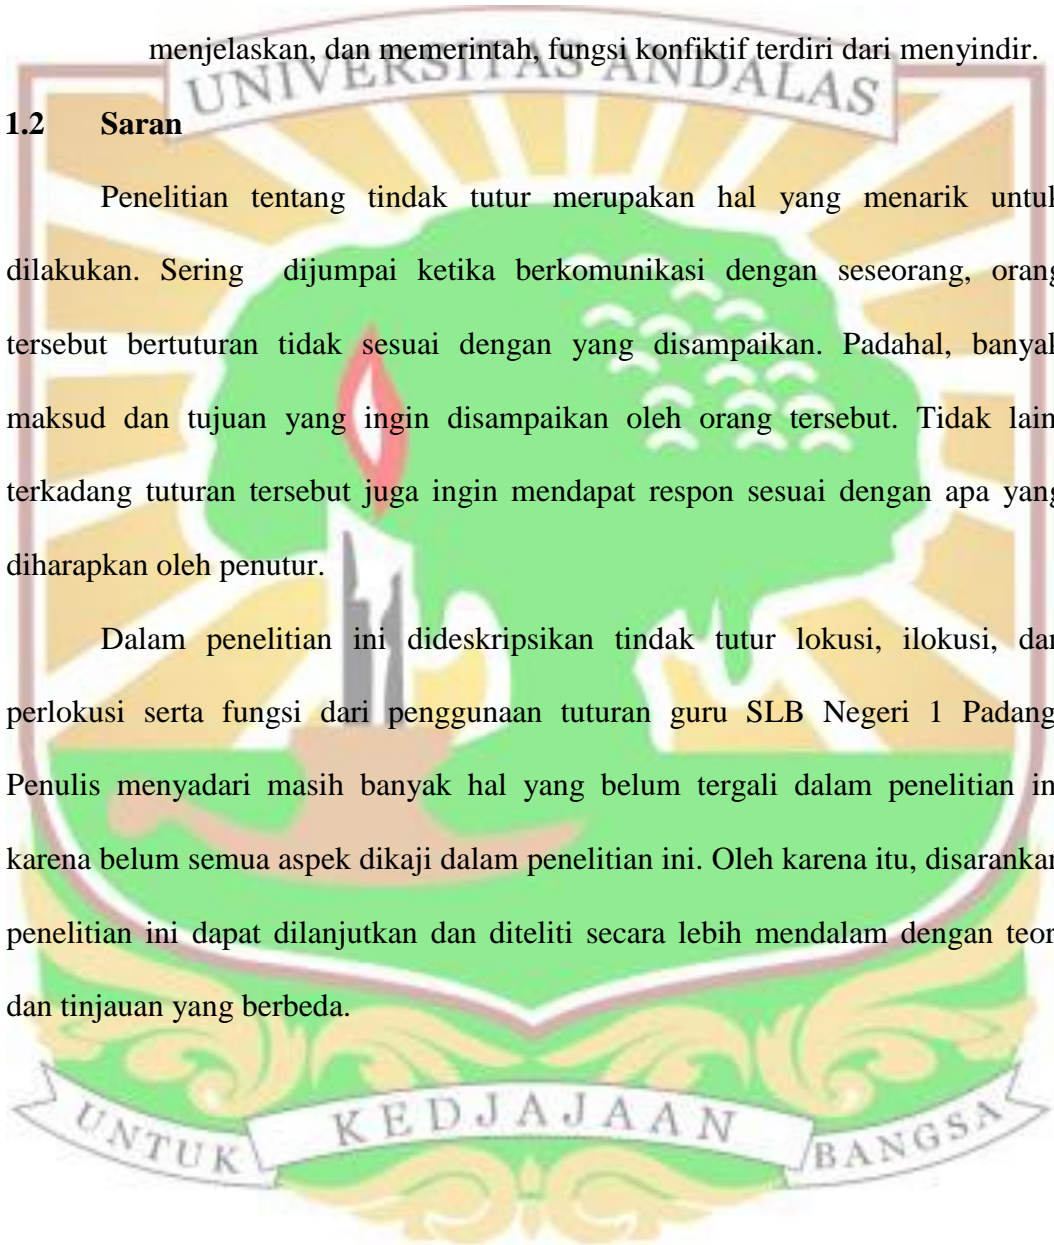 menjelaskan, dan memerintah, fungsi konfiktif terdiri dari menyindir.
UNIVERSITAS ANDALAS
1.2 Saran
Penelitian tentang tindak tutur merupakan hal yang menarik untuk
dilakukan. Sering dijumpai ketika berkomunikasi dengan seseorang, orang
tersebut bertuturan tidak sesuai dengan yang disampaikan. Padahal, banyak
maksud dan tujuan yang ingin disampaikan oleh orang tersebut. Tidak lain
terkadang tuturan tersebut juga ingin mendapat respon sesuai dengan apa yang
diharapkan oleh penutur.
Dalam penelitian ini dideskripsikan tindak tutur lokusi, ilokusi, dan
perlokusi serta fungsi dari penggunaan tuturan guru SLB Negeri 1 Padang
Penulis menyadari masih banyak hal yang belum tergali dalam penelitian in
karena belum semua aspek dikaji dalam penelitian ini. Oleh karena itu, disarankan
penelitian ini dapat dilanjutkan dan diteliti secara lebih mendalam dengan teor
dan tinjauan yang berbeda.
UNTUK KEDJAJAAN BANGSA